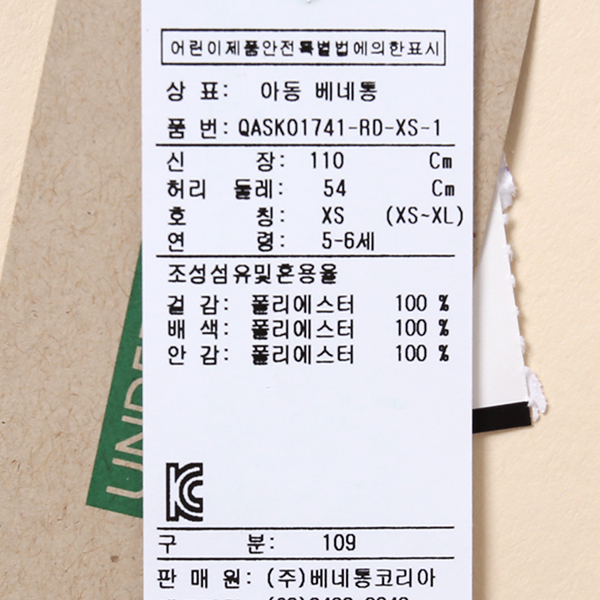 어린이제품안전특별법에의한표시
상 표: 아동 베네통
품 번: QASK01741-RD-XS-1
신 장: 110 Cm
허리 둘레: 54 Cm
호 칭: XS (XS~XL)
연 령: 5-6세
조성섬유및혼용율
겉 감: 폴리에스터 100 %
배 색: 폴리에스터 100 %
안 감: 폴리에스터 100 %
KC
구 분: 109
판 매 원: (주)베네통코리아